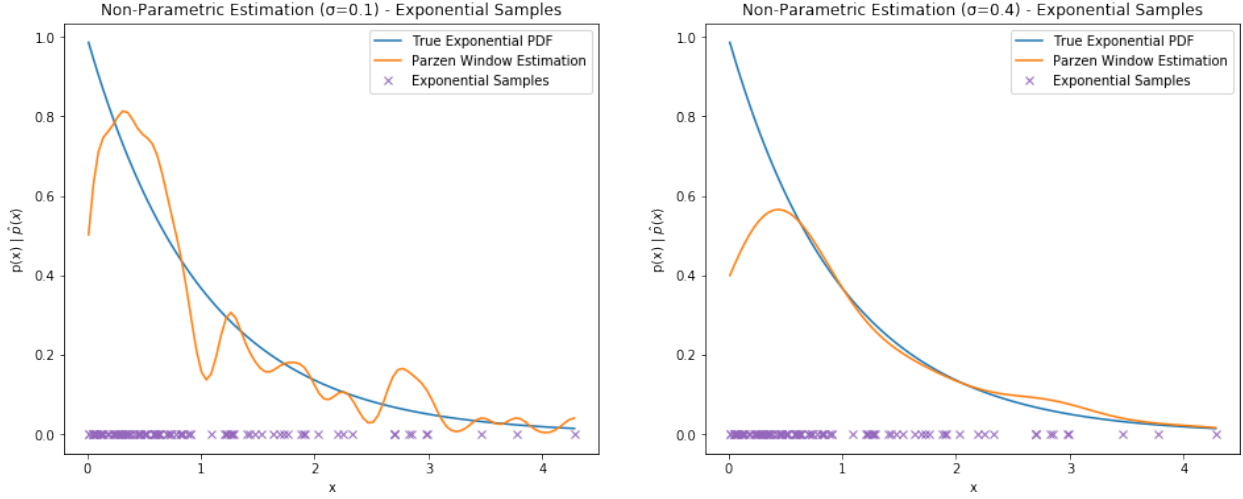 Non-Parametric Estimation (σ=0.1) - Exponential Samples
True Exponential PDF
Parzen Window Estimation
Exponential Samples
p(x) | p̂(x)
1.0
0.8
0.6
0.4
0.2
0.0
0 1 2 3 4
x
Non-Parametric Estimation (σ=0.4) - Exponential Samples
True Exponential PDF
Parzen Window Estimation
Exponential Samples
p(x) | p̂(x)
1.0
0.8
0.6
0.4
0.2
0.0
0 1 2 3 4
x